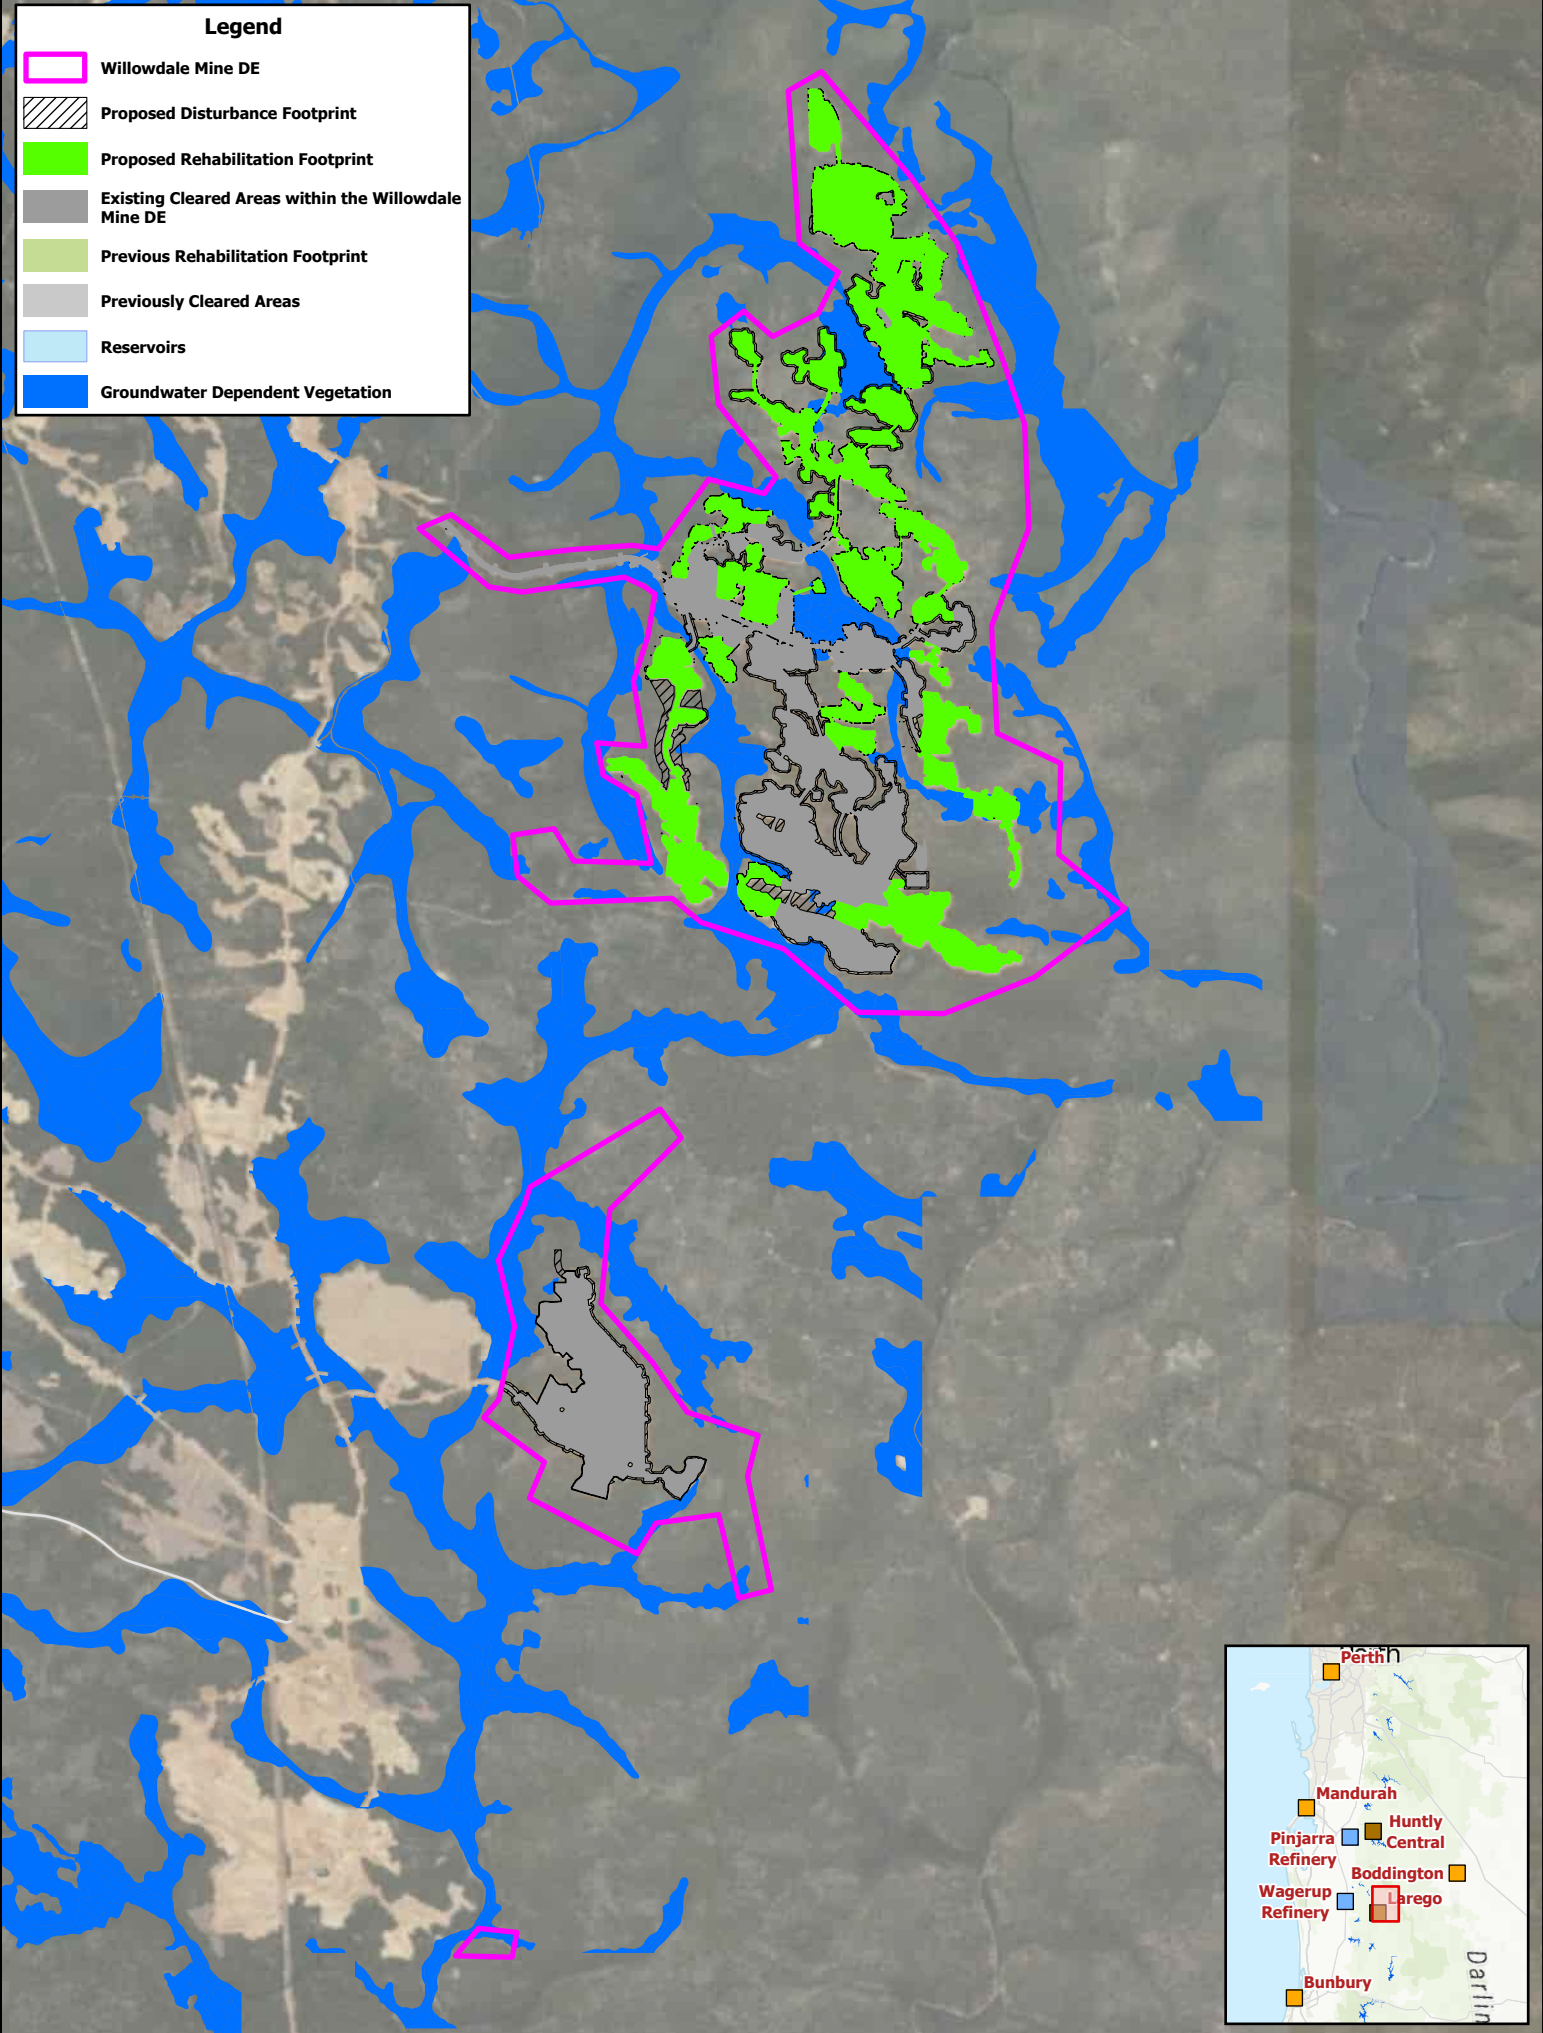 Legend
Willowdale Mine DE
Proposed Disturbance Footprint
Proposed Rehabilitation Footprint
Existing Cleared Areas within the Willowdale
Mine DE
Previous Rehabilitation Footprint
Previously Cleared Areas
Reservoirs
Groundwater Dependent Vegetation
Perth
Mandurah
Huntly
Central
Pinjarra
Refinery
Boddington
Wagerup
Refinery
Larego
Bunbury
Darlin